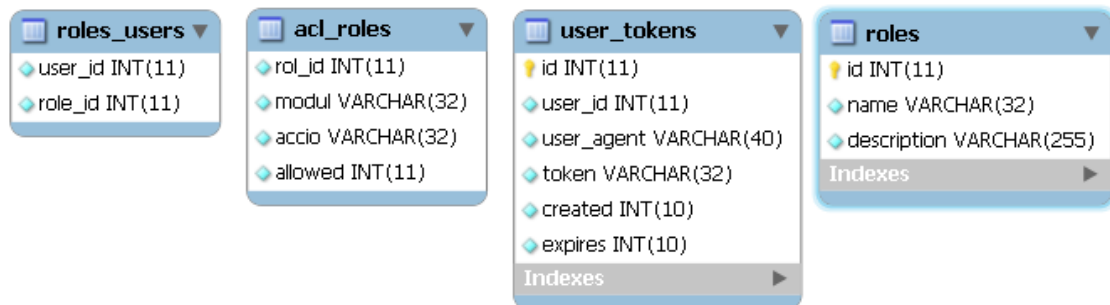 roles_users
user_id INT(11)
role_id INT(11)
acl_roles
rol_id INT(11)
modul VARCHAR(32)
accio VARCHAR(32)
allowed INT(11)
user_tokens
id INT(11)
user_id INT(11)
user_agent VARCHAR(40)
token VARCHAR(32)
created INT(10)
expires INT(10)
Indexes
roles
id INT(11)
name VARCHAR(32)
description VARCHAR(255)
Indexes